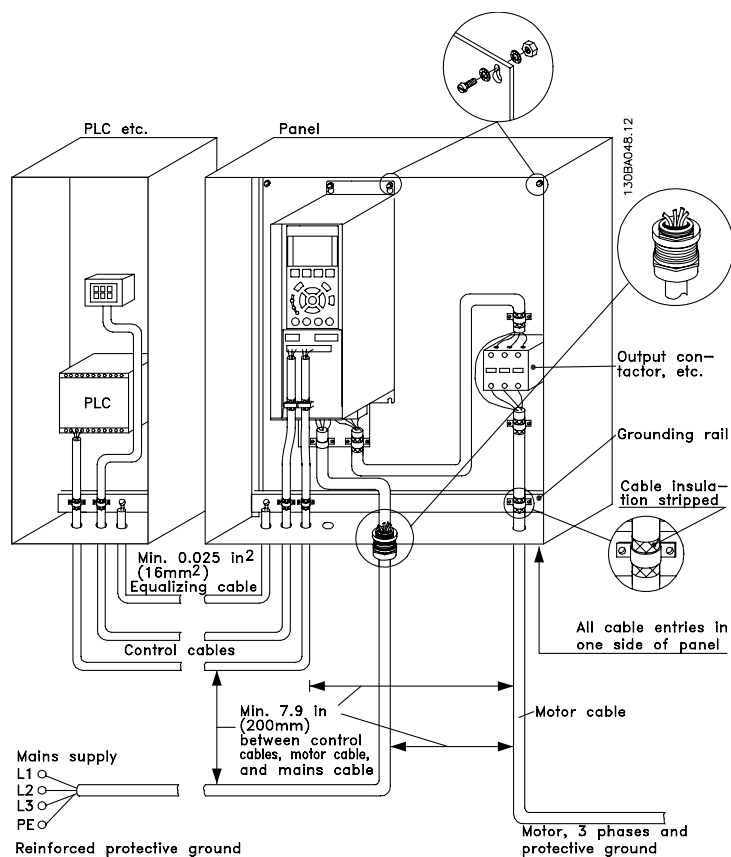 PLC etc.
Panel
130BA048.12
PLC
Output con-
tactor, etc.
Grounding rail
Cable insula-
tion stripped
Min. 0.025 in2
(16mm2)
Equalizing cable
Control cables
All cable entries in
one side of panel
Min. 7.9 in
(200mm)
between control
cables, motor cable,
and mains cable
Motor cable
Mains supply
L1
L2
L3
PE
Reinforced protective ground
Motor, 3 phases and
protective ground